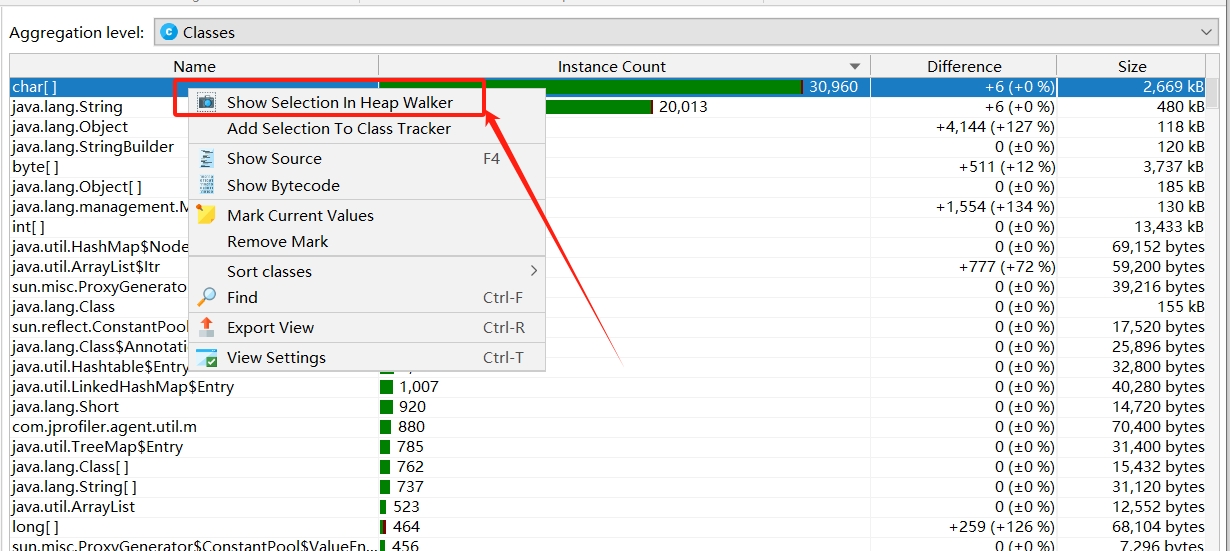 Aggregation level: Classes
Name Instance Count Difference Size
char[ ] 30,960 +6 (+0 %) 2,669 kB
Show Selection In Heap Walker
java.lang.String 20,013 +6 (+0 %) 480 kB
java.lang.Object +4,144 (+127 %) 118 kB
Add Selection To Class Tracker
java.lang.StringBuilder 0 (±0 %) 120 kB
Show Source F4
byte[ ] +511 (+12 %) 3,737 kB
java.lang.Object[ ] 0 (±0 %) 185 kB
Show Bytecode
java.lang.management.M +1,554 (+134 %) 130 kB
Mark Current Values
int[ ] 0 (±0 %) 13,433 kB
Remove Mark
java.util.HashMap$Node 0 (±0 %) 69,152 bytes
java.util.ArrayList$Itr +777 (+72 %) 59,200 bytes
Sort classes
sun.misc.ProxyGenerator 0 (±0 %) 39,216 bytes
Find Ctrl-F
java.lang.Class 0 (±0 %) 155 kB
sun.reflect.ConstantPool 0 (±0 %) 17,520 bytes
Export View Ctrl-R
java.lang.Class$Annotati 0 (±0 %) 25,896 bytes
View Settings Ctrl-T
java.util.Hashtable$Entry 0 (±0 %) 32,800 bytes
java.util.LinkedHashMap$Entry 1,007 0 (±0 %) 40,280 bytes
java.lang.Short 920 0 (±0 %) 14,720 bytes
com.jprofiler.agent.util.m 880 0 (±0 %) 70,400 bytes
java.util.TreeMap$Entry 785 0 (±0 %) 31,400 bytes
java.lang.Class[ ] 762 0 (±0 %) 15,432 bytes
java.lang.String[ ] 737 0 (±0 %) 31,120 bytes
java.util.ArrayList 523 0 (±0 %) 12,552 bytes
long[ ] 464 +259 (+126 %) 68,104 bytes
sun.misc.ProxyGenerator$ConstantPool$ValueEn... 456 0 (±0 %) 7,296 bytes